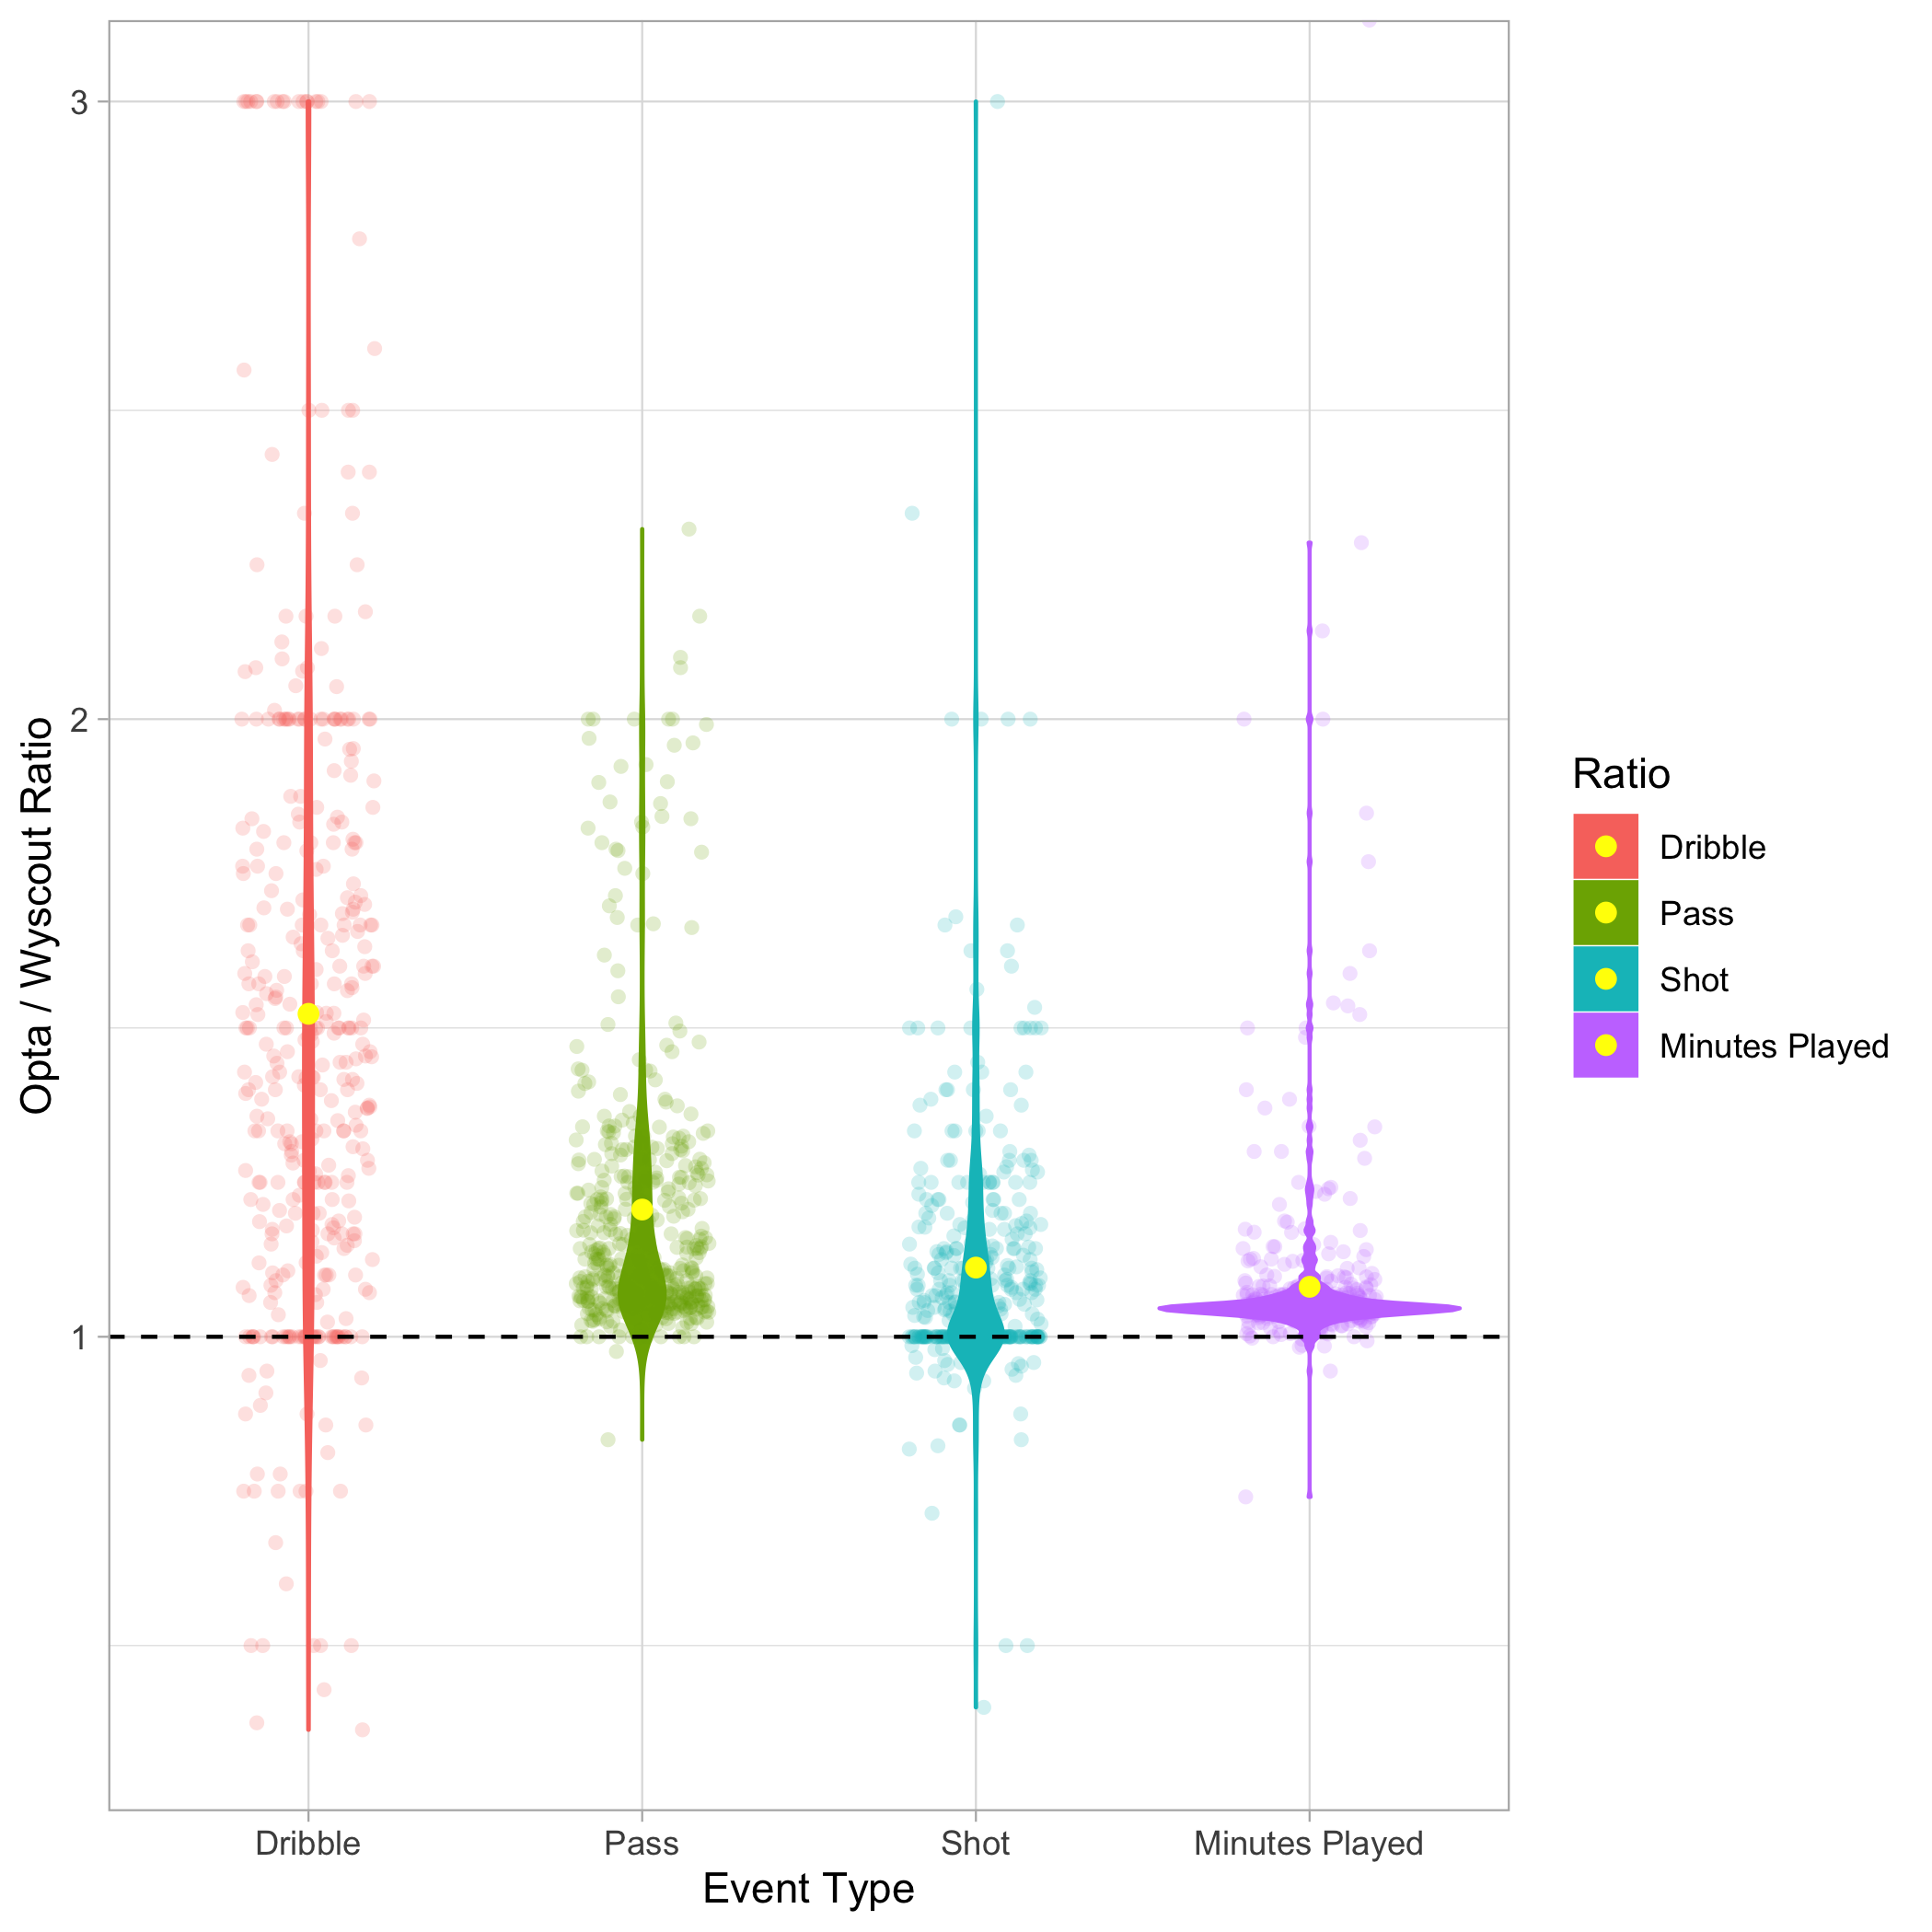 3
2
1
Opta / Wyscout Ratio
Dribble
Pass
Shot
Minutes Played
Event Type
Ratio
Dribble
Pass
Shot
Minutes Played